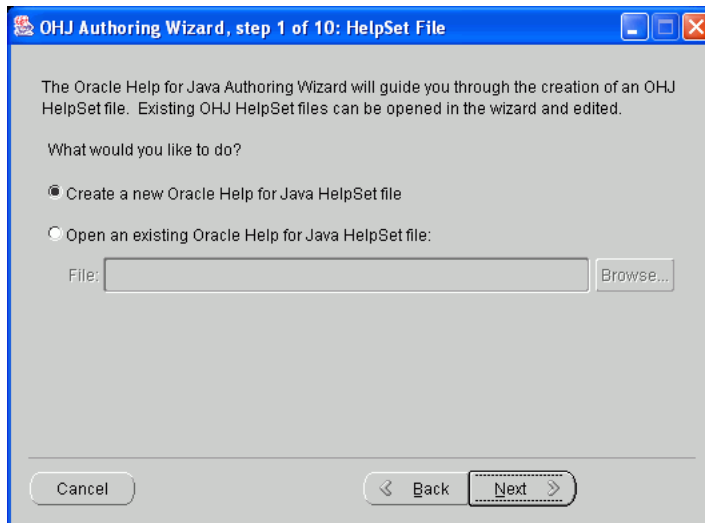 OHJ Authoring Wizard, step 1 of 10: HelpSet File
The Oracle Help for Java Authoring Wizard will guide you through the creation of an OHJ
HelpSet file. Existing OHJ HelpSet files can be opened in the wizard and edited.
What would you like to do?
Create a new Oracle Help for Java HelpSet file
Open an existing Oracle Help for Java HelpSet file:
File:
Browse...
Cancel
Back
Next